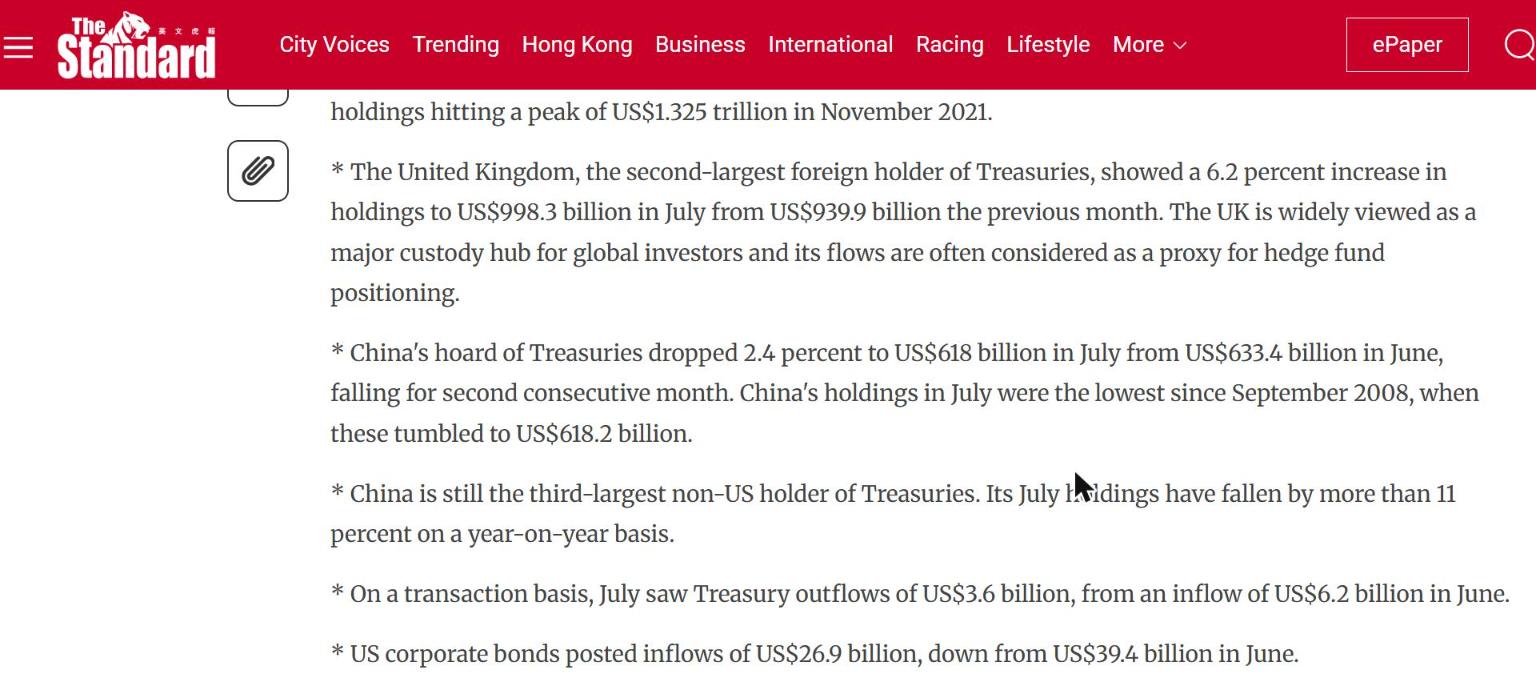 The
英文虎報
Standard
City Voices Trending Hong Kong Business International Racing Lifestyle More ePaper
holdings hitting a peak of US$1.325 trillion in November 2021.
* The United Kingdom, the second-largest foreign holder of Treasuries, showed a 6.2 percent increase in
holdings to US$998.3 billion in July from US$939.9 billion the previous month. The UK is widely viewed as a
major custody hub for global investors and its flows are often considered as a proxy for hedge fund
positioning.
* China's hoard of Treasuries dropped 2.4 percent to US$618 billion in July from US$633.4 billion in June,
falling for second consecutive month. China's holdings in July were the lowest since September 2008, when
these tumbled to US$618.2 billion.
* China is still the third-largest non-US holder of Treasuries. Its July holdings have fallen by more than 11
percent on a year-on-year basis.
* On a transaction basis, July saw Treasury outflows of US$3.6 billion, from an inflow of US$6.2 billion in June.
* US corporate bonds posted inflows of US$26.9 billion, down from US$39.4 billion in June.